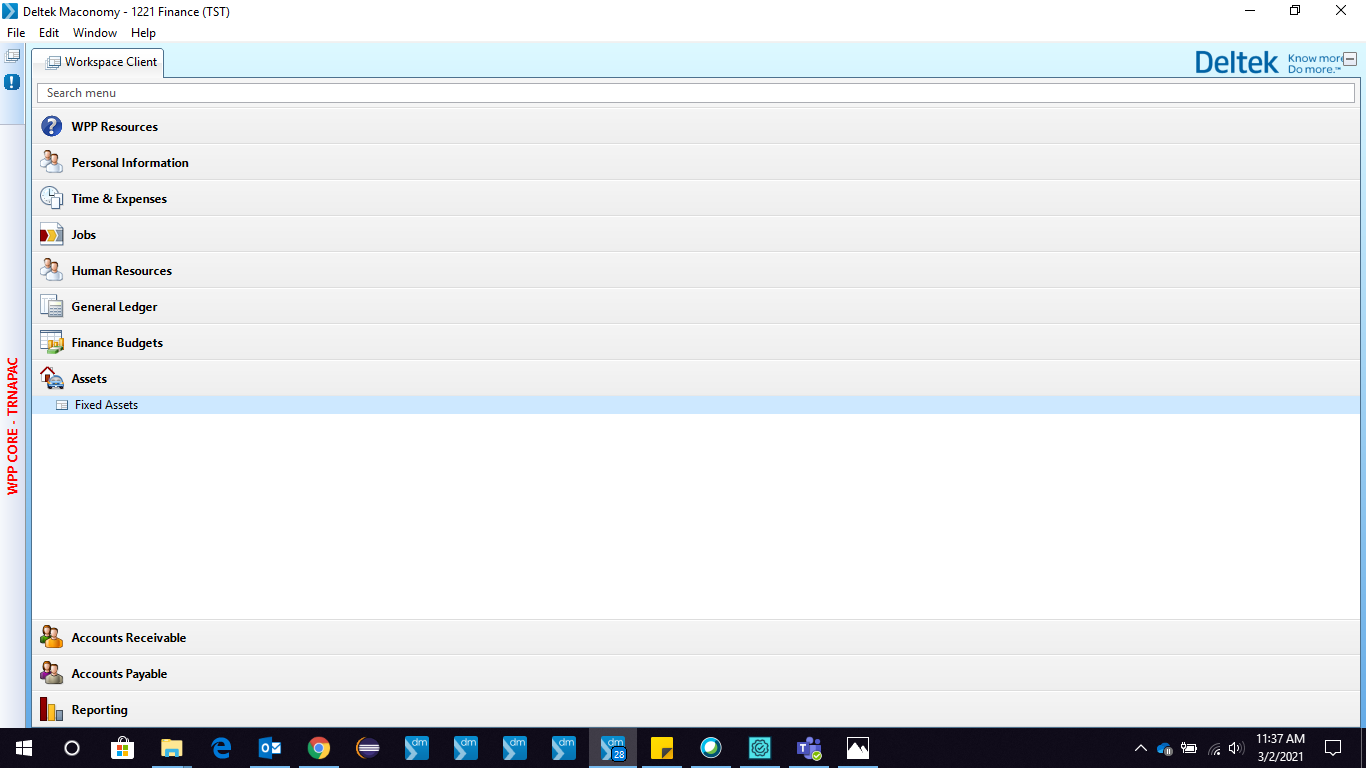 Deltek Maconomy - 1221 Finance (TST)
File Edit Window Help
Workspace Client
Deltek Know more
Do more.™
Search menu
WPP Resources
Personal Information
Time & Expenses
Jobs
Human Resources
General Ledger
Finance Budgets
Assets
Fixed Assets
WPP CORE - TRNAPAC
Accounts Receivable
Accounts Payable
Reporting
dm dm dm dm dm 28
11:37 AM
3/2/2021